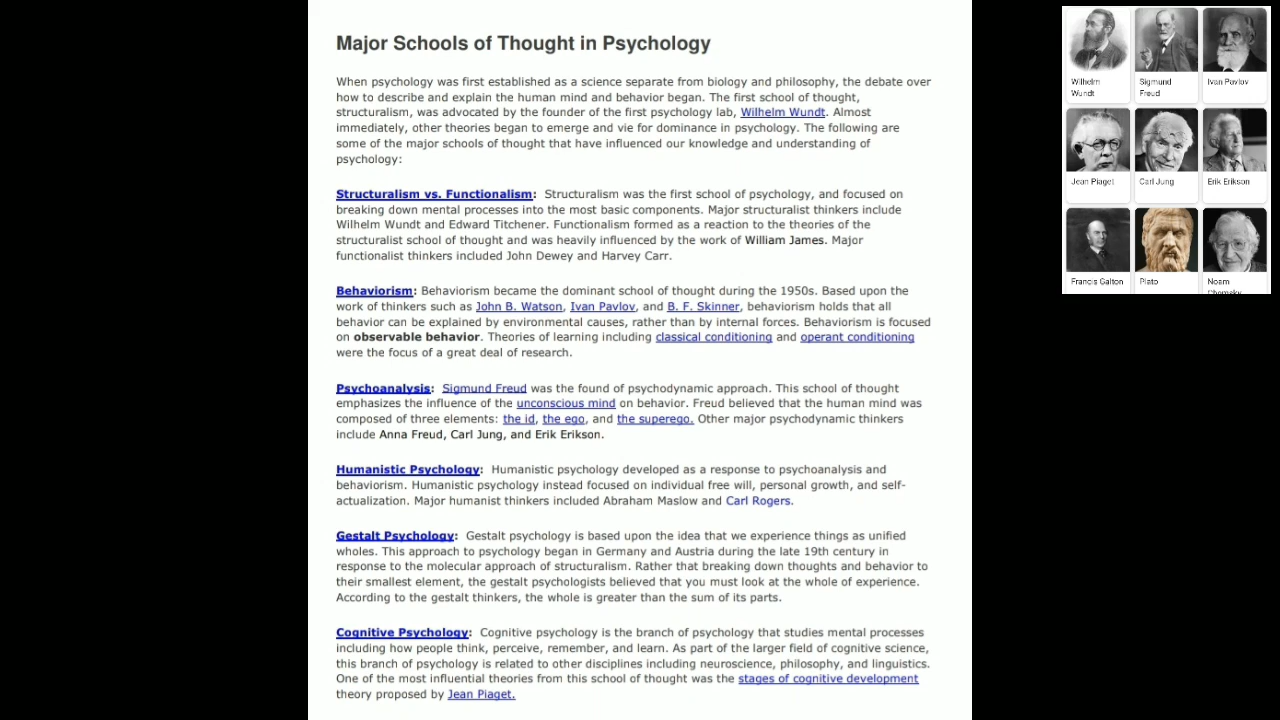 Major Schools of Thought in Psychology
When psychology was first established as a science separate from biology and philosophy, the debate over
how to describe and explain the human mind and behavior began. The first school of thought,
structuralism, was advocated by the founder of the first psychology lab, Wilhelm Wundt. Almost
immediately, other theories began to emerge and vie for dominance in psychology. The following are
some of the major schools of thought that have influenced our knowledge and understanding of
psychology:
Structuralism vs. Functionalism: Structuralism was the first school of psychology, and focused on
breaking down mental processes into the most basic components. Major structuralist thinkers include
Wilhelm Wundt and Edward Titchener. Functionalism formed as a reaction to the theories of the
structuralist school of thought and was heavily influenced by the work of William James. Major
functionalist thinkers included John Dewey and Harvey Carr.
Behaviorism: Behaviorism became the dominant school of thought during the 1950s. Based upon the
work of thinkers such as John B. Watson, Ivan Pavlov, and B. F. Skinner, behaviorism holds that all
behavior can be explained by environmental causes, rather than by internal forces. Behaviorism is focused
on observable behavior. Theories of learning including classical conditioning and operant conditioning
were the focus of a great deal of research.
Psychoanalysis: Sigmund Freud was the found of psychodynamic approach. This school of thought
emphasizes the influence of the unconscious mind on behavior. Freud believed that the human mind was
composed of three elements: the id, the ego, and the superego. Other major psychodynamic thinkers
include Anna Freud, Carl Jung, and Erik Erikson.
Humanistic Psychology: Humanistic psychology developed as a response to psychoanalysis and
behaviorism. Humanistic psychology instead focused on individual free will, personal growth, and self-
actualization. Major humanist thinkers included Abraham Maslow and Carl Rogers.
Gestalt Psychology: Gestalt psychology is based upon the idea that we experience things as unified
wholes. This approach to psychology began in Germany and Austria during the late 19th century in
response to the molecular approach of structuralism. Rather that breaking down thoughts and behavior to
their smallest element, the gestalt psychologists believed that you must look at the whole of experience.
According to the gestalt thinkers, the whole is greater than the sum of its parts.
Cognitive Psychology: Cognitive psychology is the branch of psychology that studies mental processes
including how people think, perceive, remember, and learn. As part of the larger field of cognitive science,
this branch of psychology is related to other disciplines including neuroscience, philosophy, and linguistics.
One of the most influential theories from this school of thought was the stages of cognitive development
theory proposed by Jean Piaget.
Wilhelm
Wundt
Sigmund
Freud
Ivan Pavlov
Jean Piaget
Carl Jung
Erik Erikson
Francis Galton
Plato
Noam
Chomsky